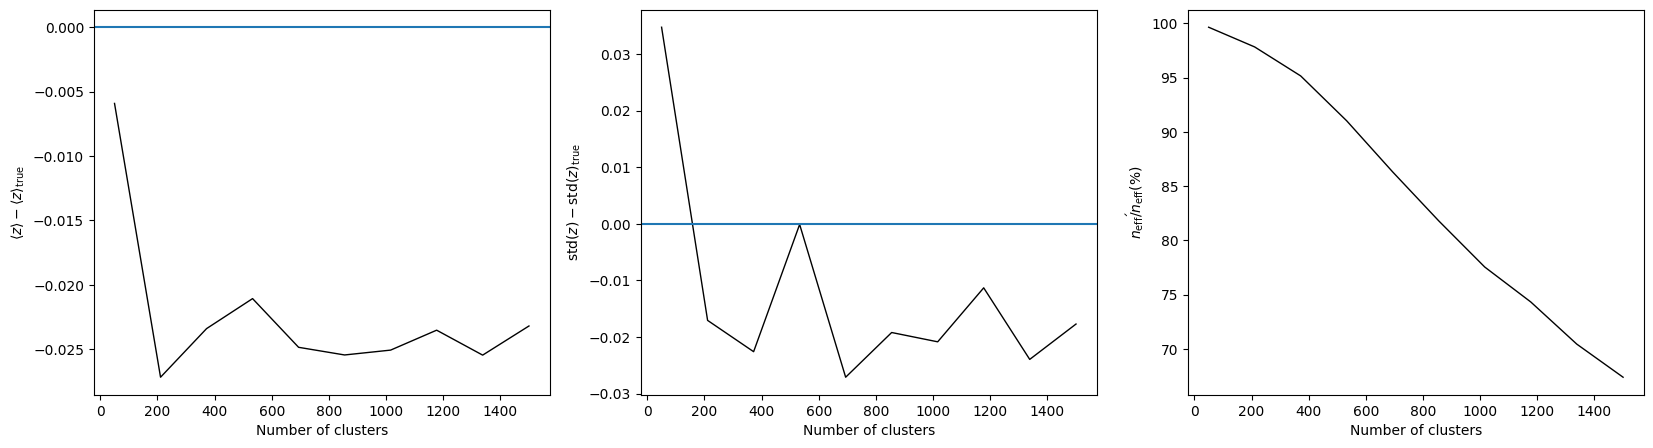 0.000
−0.005
−0.010
−0.015
−0.020
−0.025
⟨z⟩ − ⟨z⟩true
0 200 400 600 800 1000 1200 1400
Number of clusters
0.03
0.02
0.01
0.00
−0.01
−0.02
−0.03
std(z) − std(z)true
0 200 400 600 800 1000 1200 1400
Number of clusters
100
95
90
85
80
75
70
n′eff/neff(%)
0 200 400 600 800 1000 1200 1400
Number of clusters